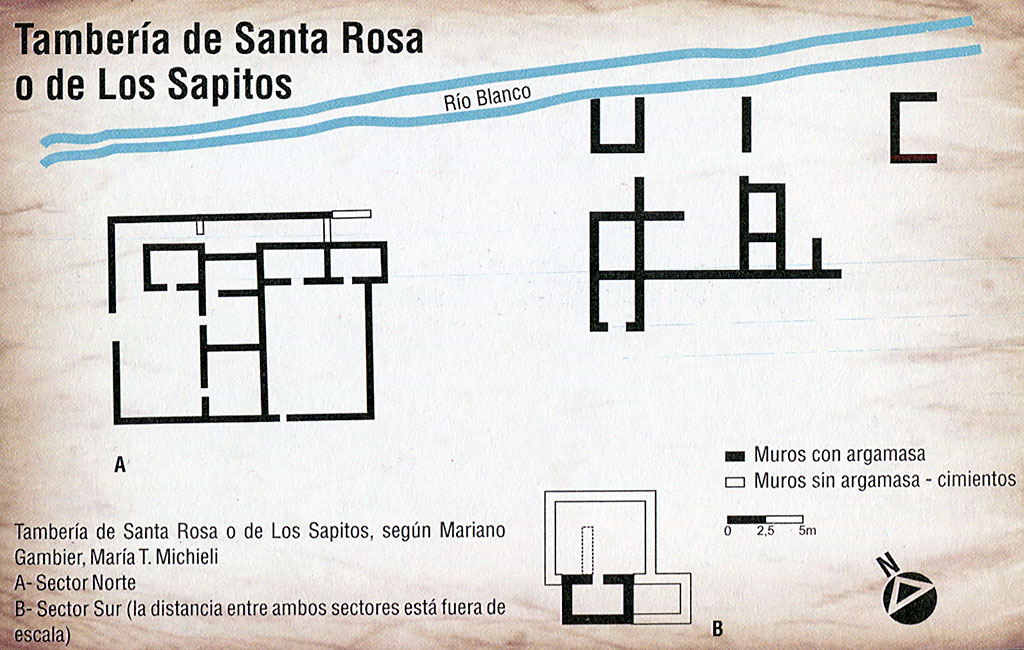 Tambería de Santa Rosa
o de Los Sapitos
Río Blanco
A
Muros con argamasa
Muros sin argamasa - cimientos
0 2,5 5m
N
B
Tambería de Santa Rosa o de Los Sapitos, según Mariano
Gambier, María T. Michieli
A- Sector Norte
B- Sector Sur (la distancia entre ambos sectores está fuera de
escala)